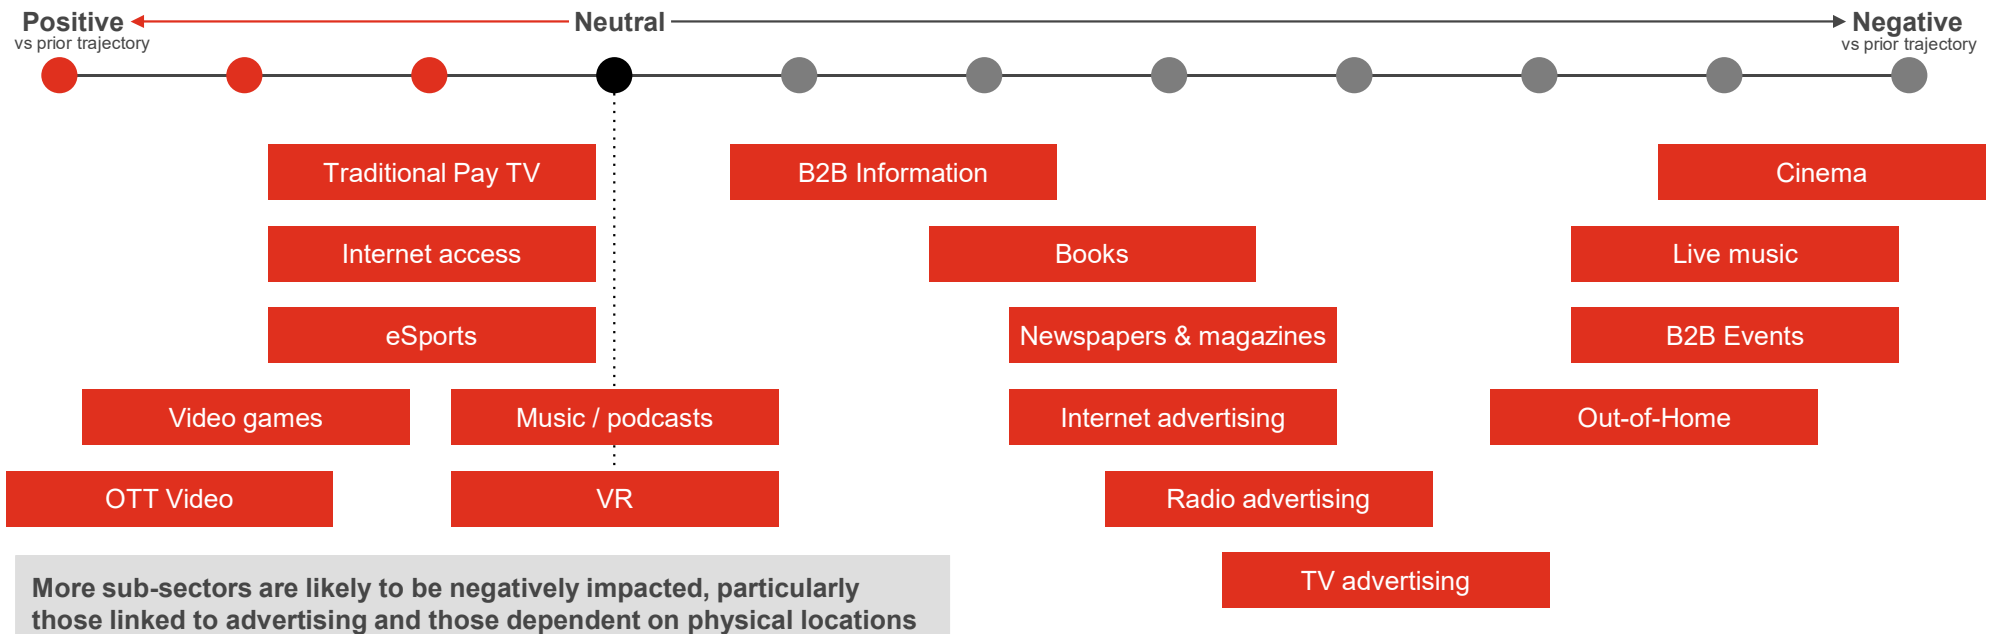 Positive
vs prior trajectory
Neutral
Negative
vs prior trajectory
Traditional Pay TV
B2B Information
Cinema
Internet access
Books
Live music
eSports
Newspapers & magazines
B2B Events
Video games
Music / podcasts
Internet advertising
Out-of-Home
OTT Video
VR
Radio advertising
TV advertising
More sub-sectors are likely to be negatively impacted, particularly
those linked to advertising and those dependent on physical locations